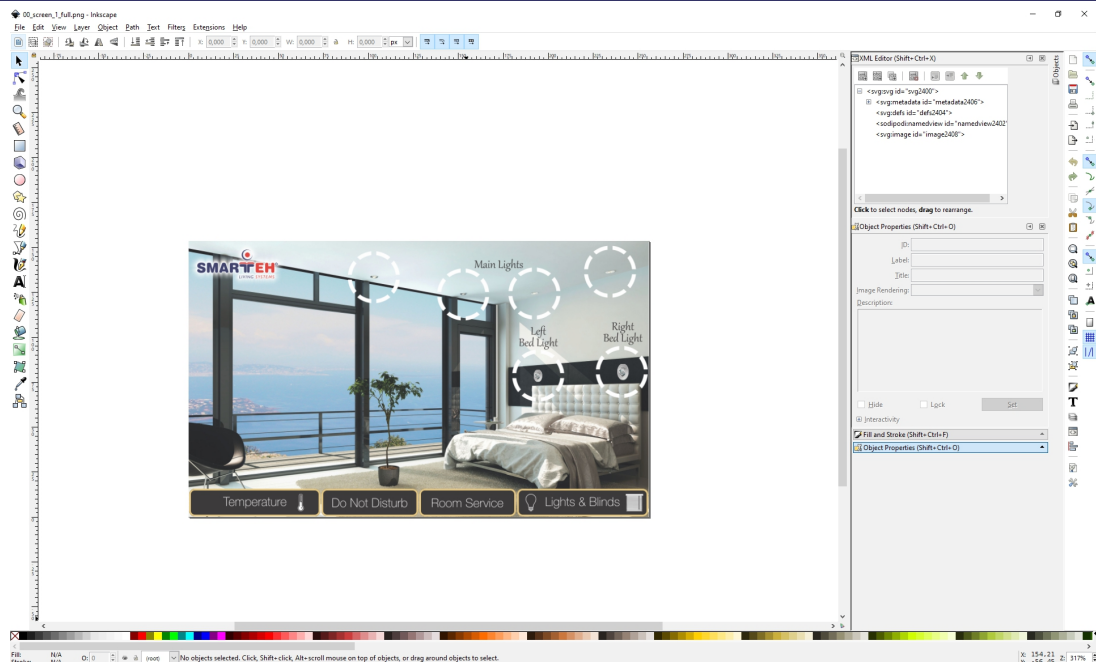 00_screen_1_full.png - Inkscape
File Edit View Layer Object Path Text Filters Extensions Help
X: 0,000 Y: 0,000 W: 0,000 H: 0,000 px
XML Editor (Shift+Ctrl+X)
Objects
<svg:svg id="svg2400">
<svg:metadata id="metadata2406">
<svg:defs id="defs2404">
<sodipodi:namedview id="namedview2402"
<svg:image id="image2408">
Click to select nodes, drag to rearrange.
Object Properties (Shift+Ctrl+O)
ID:
Label:
Title:
Image Rendering:
Description:
Hide Lock Set
Interactivity
Fill and Stroke (Shift+Ctrl+F)
Object Properties (Shift+Ctrl+O)
SMARTEH
LIVING SYSTEMS
Main Lights
Left
Bed Light
Right
Bed Light
Temperature Do Not Disturb Room Service Lights & Blinds
Fill: N/A
Stroke: N/A
O: 0 (root) No objects selected. Click, Shift+click, Alt+scroll mouse on top of objects, or drag around objects to select.
X: 154,21
Z: 317%